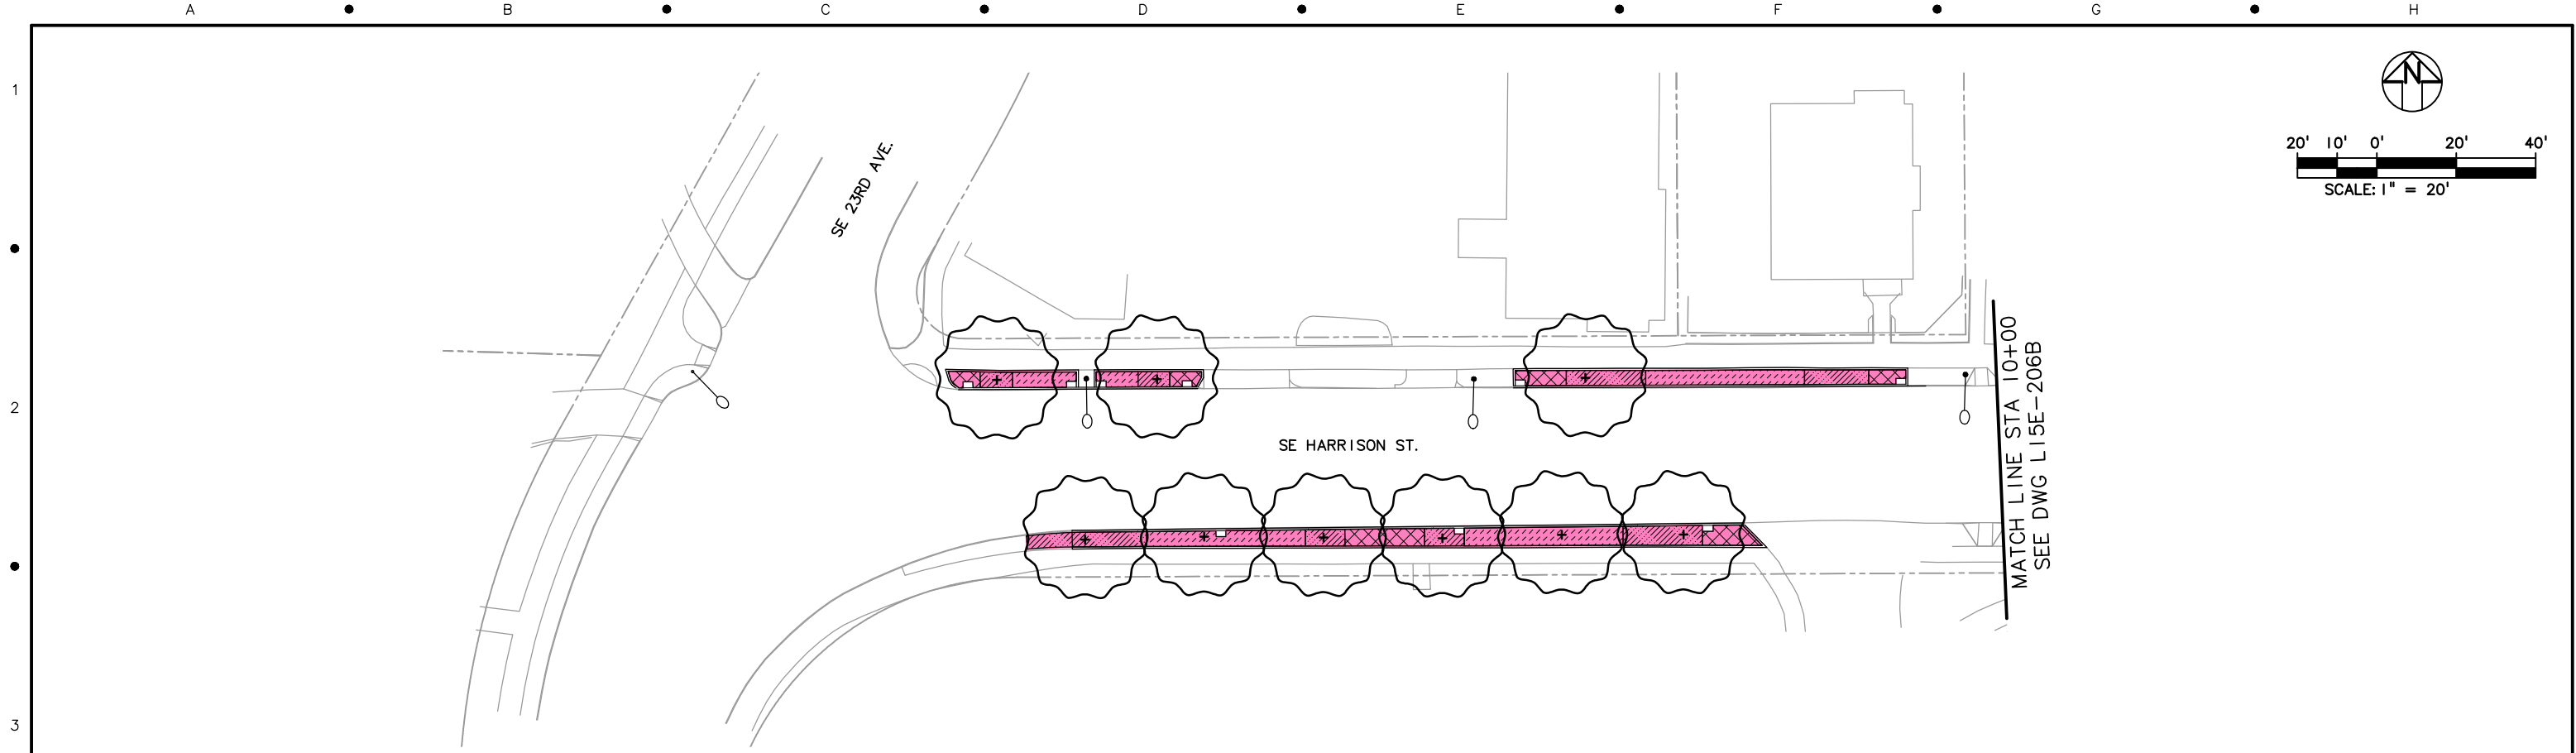 A B C D E F G H
1
N
20' 10' 0' 20' 40'
SCALE: 1" = 20'
SE 23RD AVE.
2
SE HARRISON ST.
MATCH LINE STA 10+00
SEE DWG L15E-206B
3